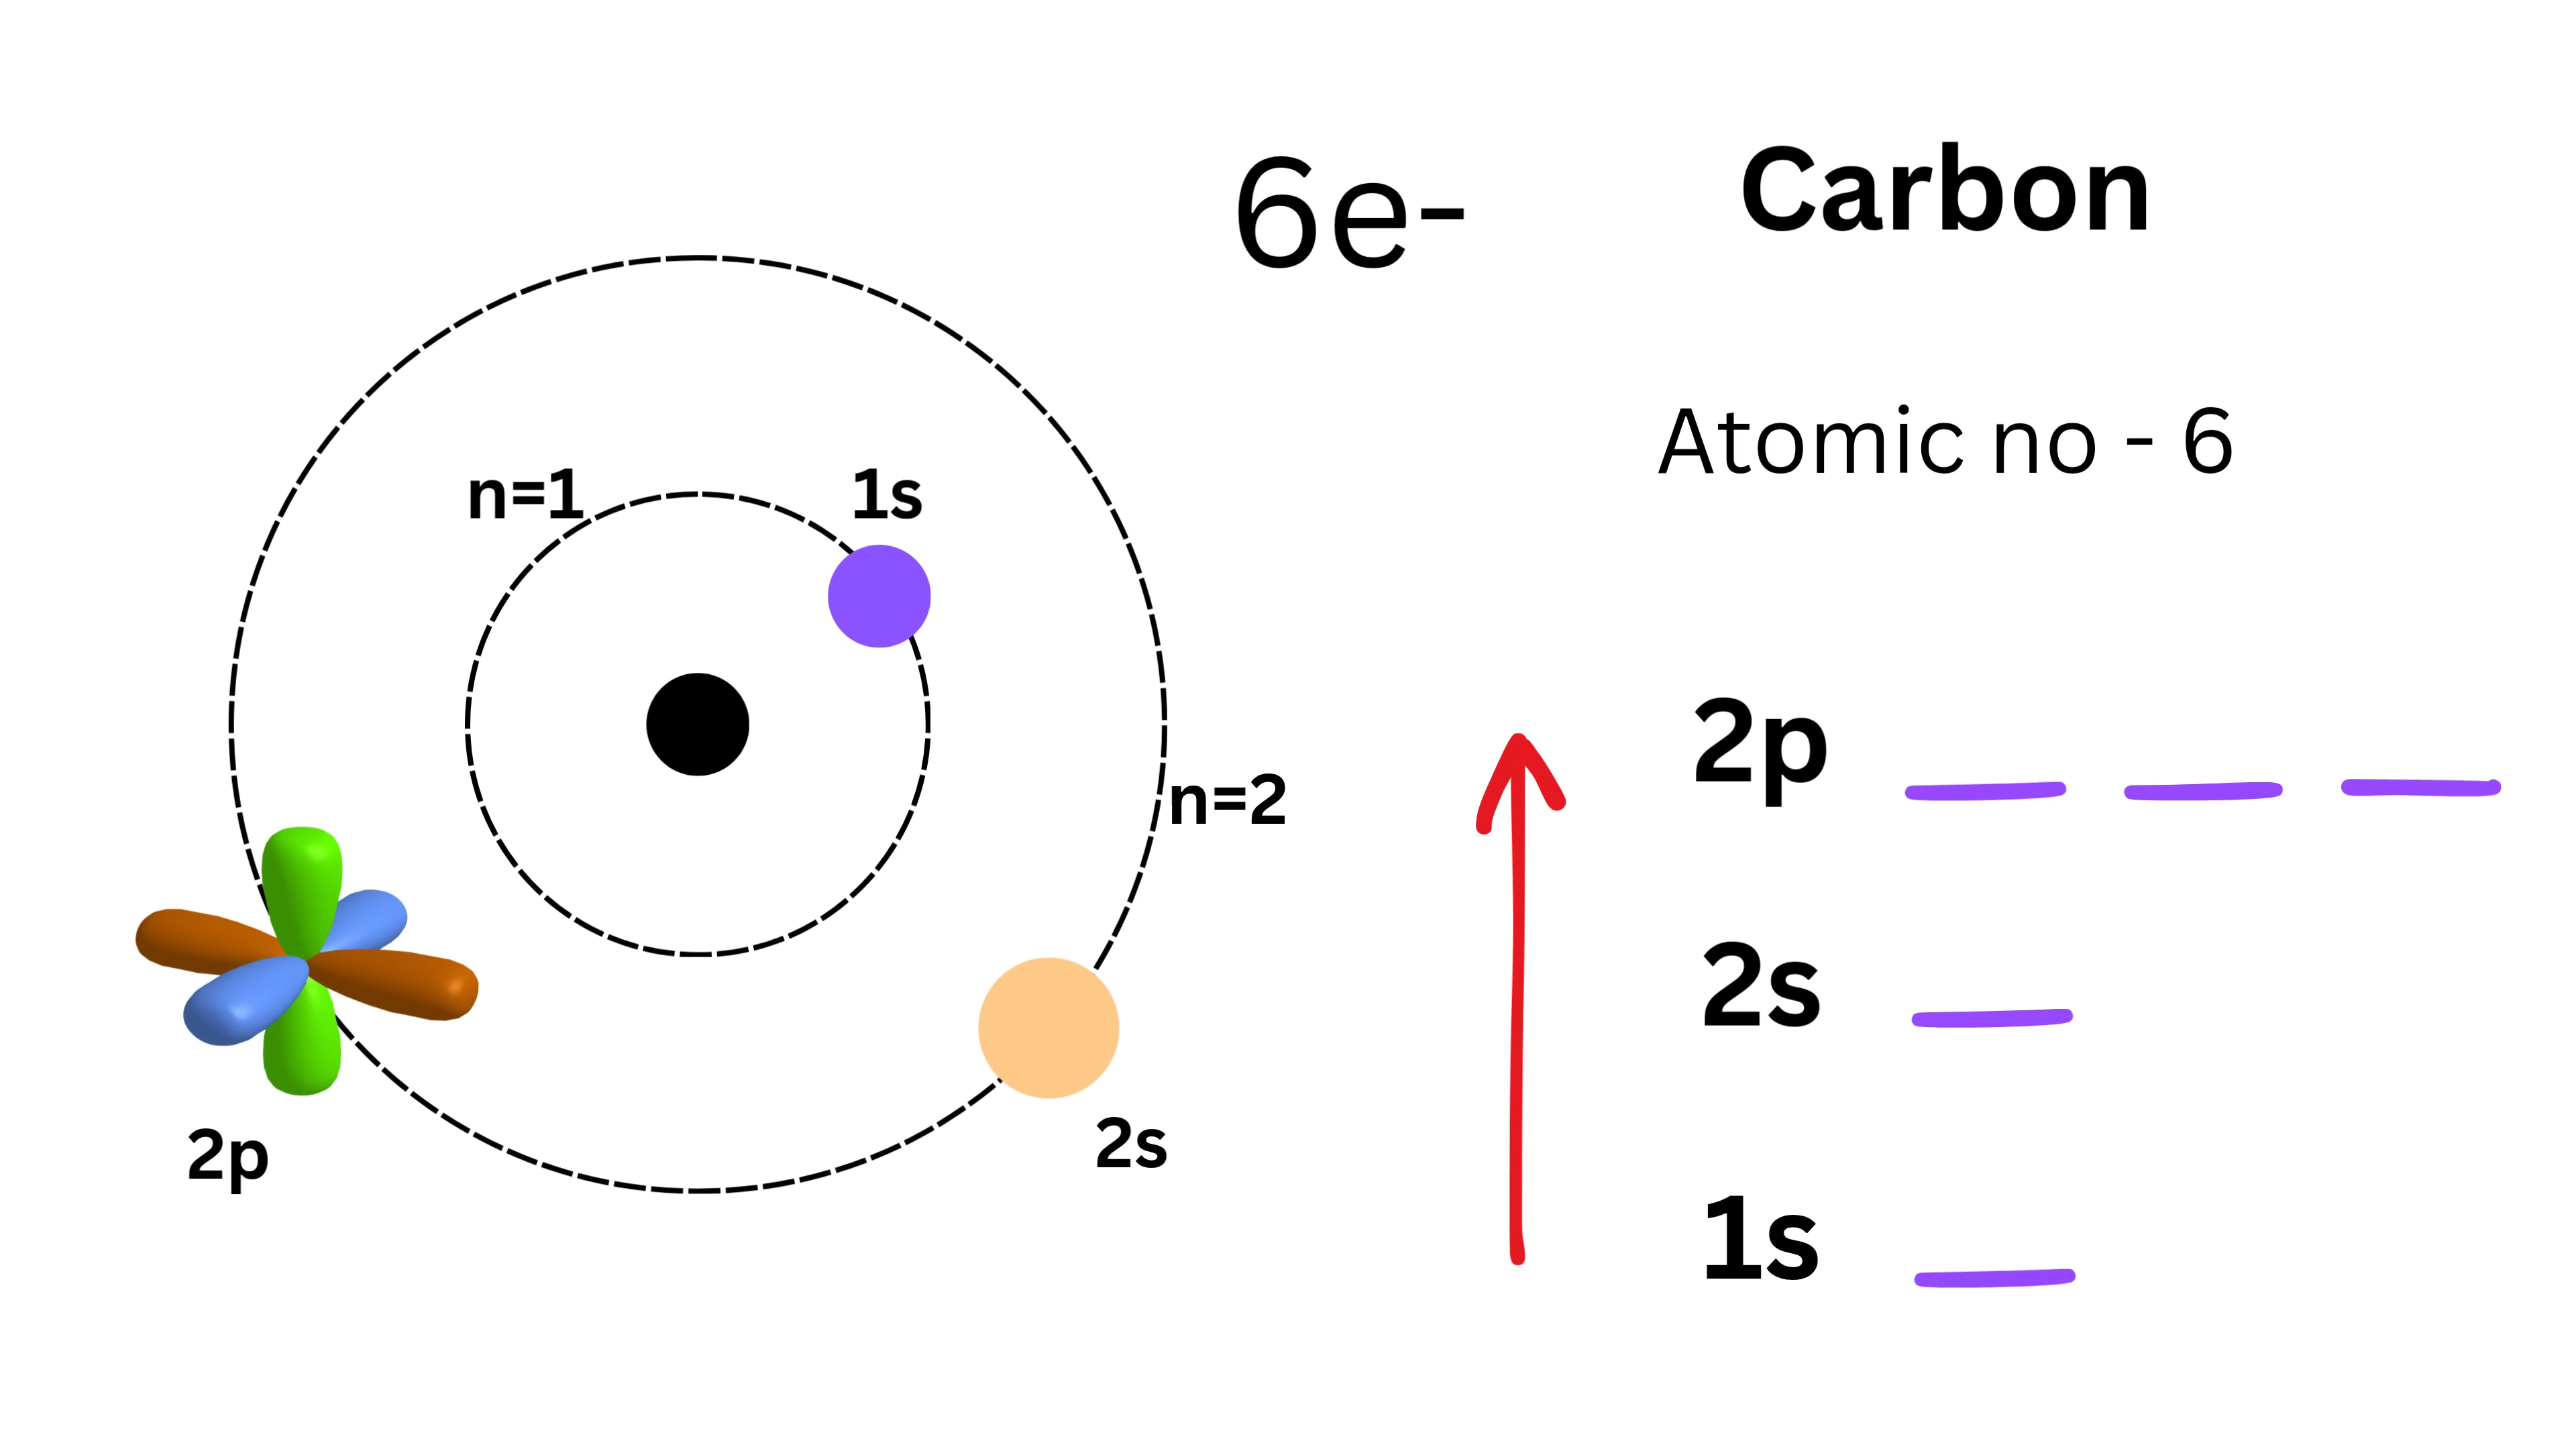 6e-
Carbon
Atomic no - 6
n=1
1s
n=2
2p
2s
2p
2s
1s